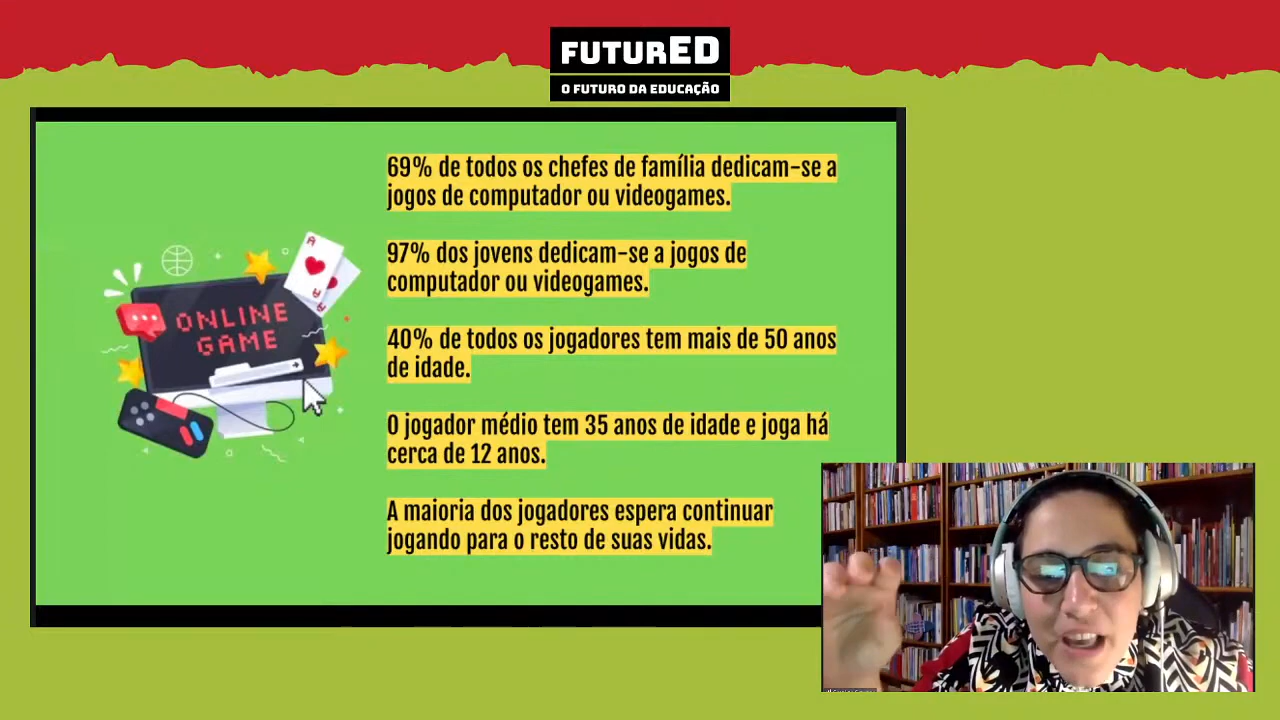 FUTURED
O FUTURO DA EDUCAÇÃO
69% de todos os chefes de família dedicam-se a
jogos de computador ou videogames.
97% dos jovens dedicam-se a jogos de
computador ou videogames.
40% de todos os jogadores tem mais de 50 anos
de idade.
O jogador médio tem 35 anos de idade e joga há
cerca de 12 anos.
A maioria dos jogadores espera continuar
jogando para o resto de suas vidas.
A
A
A
ONLINE
GAME